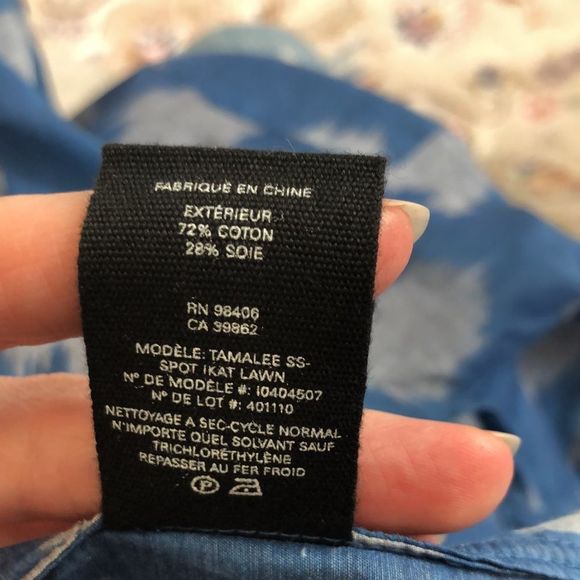 FABRIQUÉ EN CHINE
EXTÉRIEUR
72% COTON
28% SOIE
RN 98406
CA 39862
MODÈLE: TAMALEE SS-
SPOT IKAT LAWN
N° DE MODÈLE #: I0404507
N° DE LOT #: 401110
NETTOYAGE A SEC-CYCLE NORMAL
N'IMPORTE QUEL SOLVANT SAUF
TRICHLORÉTHYLÈNE
REPASSER AU FER FROID
P